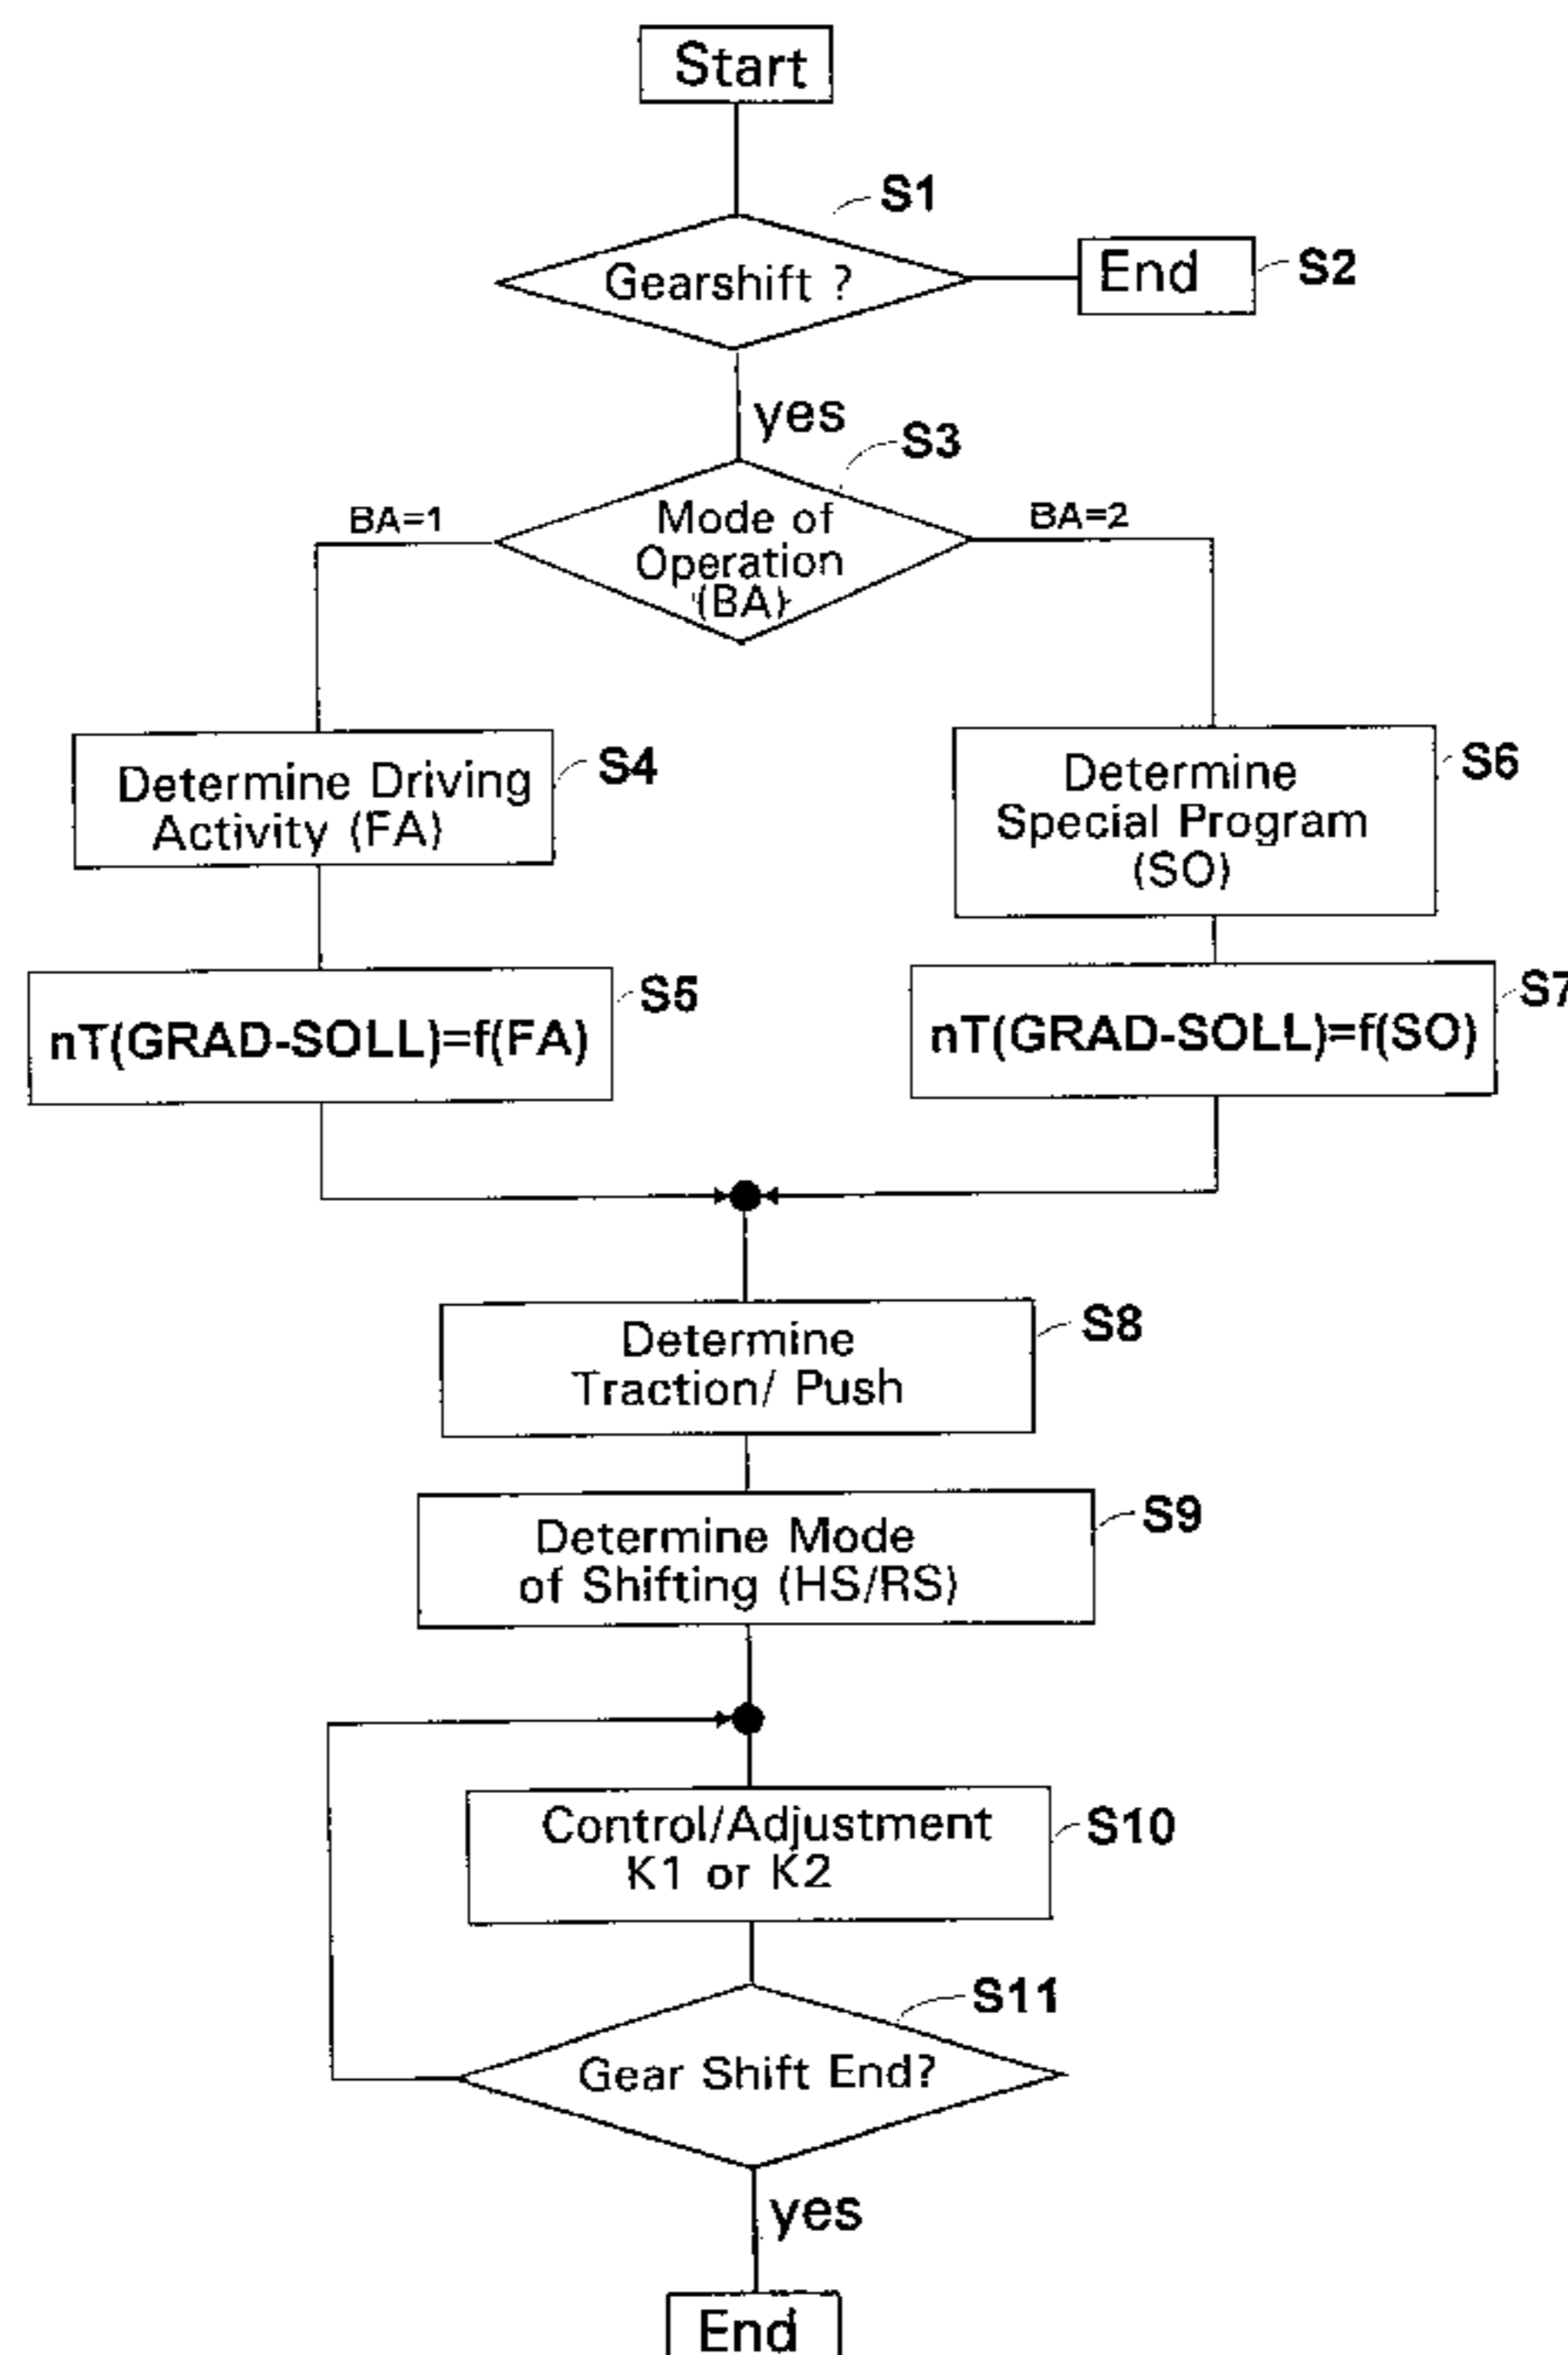 Start
S1
Gearshift ?
End
S2
yes
S3
BA=1
Mode of
Operation
(BA)
BA=2
Determine Driving
Activity (FA)
S4
Determine
Special Program
(SO)
S6
nT(GRAD-SOLL)=f(FA)
S5
nT(GRAD-SOLL)=f(SO)
S7
Determine
Traction/ Push
S8
Determine Mode
of Shifting (HS/RS)
S9
Control/Adjustment
K1 or K2
S10
S11
Gear Shift End?
yes
End